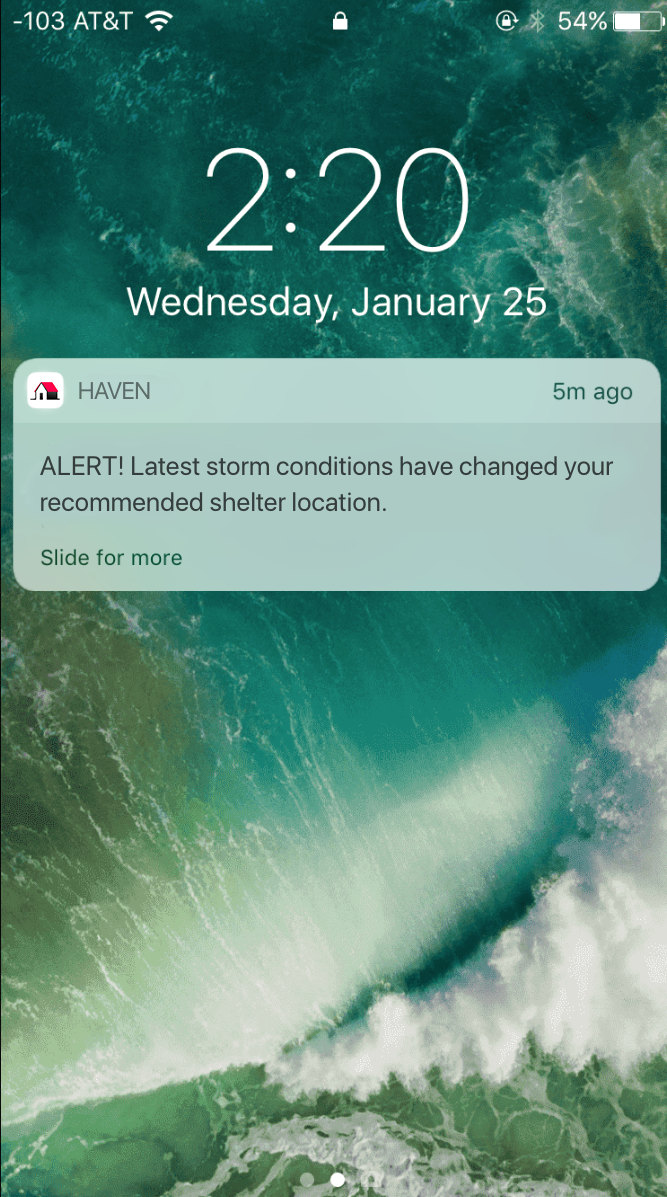 -103 AT&T 54%
2:20
Wednesday, January 25
HAVEN 5m ago
ALERT! Latest storm conditions have changed your
recommended shelter location.
Slide for more